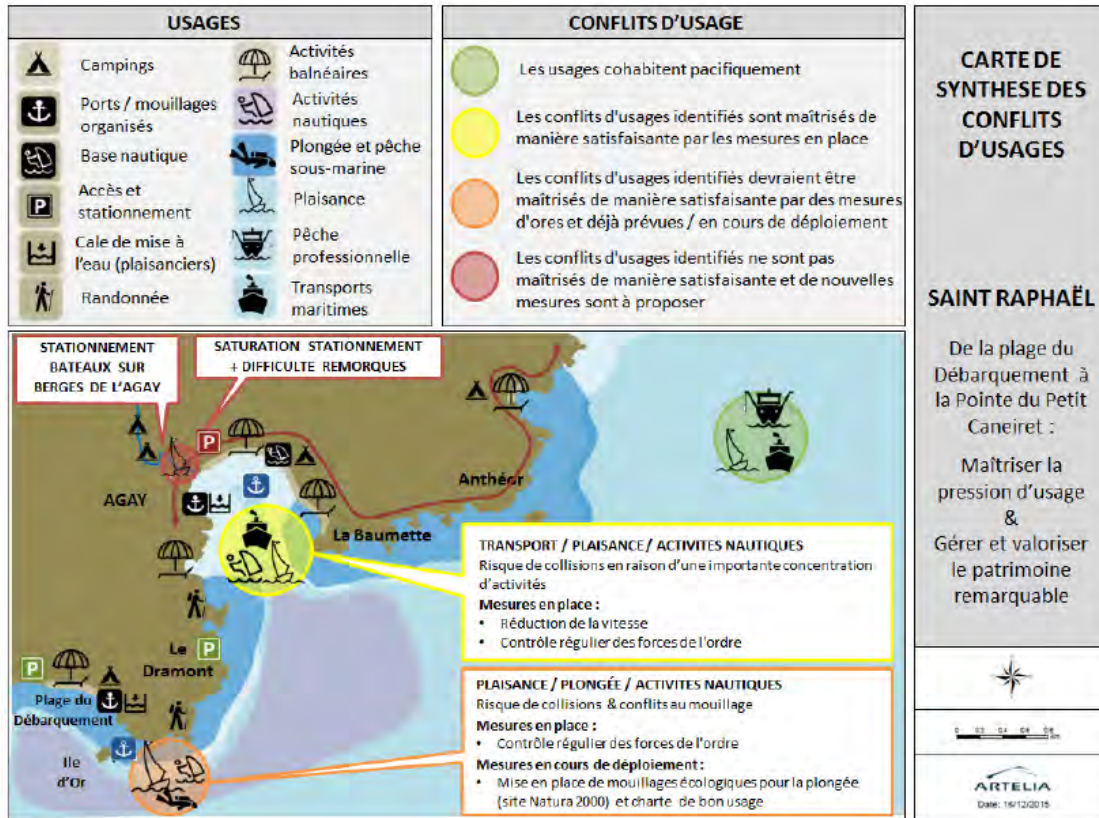 USAGES
Campings
Ports / mouillages
organisés
Base nautique
P
Accès et
stationnement
Cale de mise à
l'eau (plaisanciers)
Randonnée
Activités
balnéaires
Activités
nautiques
Plongée et pêche
sous-marine
Plaisance
Pêche
professionnelle
Transports
maritimes
CONFLITS D'USAGE
Les usages cohabitent pacifiquement
Les conflits d'usages identifiés sont maîtrisés de
manière satisfaisante par les mesures en place
Les conflits d'usages identifiés devraient être
maîtrisés de manière satisfaisante par des mesures
d'ores et déjà prévues / en cours de déploiement
Les conflits d'usages identifiés ne sont pas
maîtrisés de manière satisfaisante et de nouvelles
mesures sont à proposer
CARTE DE
SYNTHESE DES
CONFLITS
D'USAGES
SAINT RAPHAËL
De la plage du
Débarquement à
la Pointe du Petit
Caneiret :
Maîtriser la
pression d'usage
&
Gérer et valoriser
le patrimoine
remarquable
STATIONNEMENT
BATEAUX SUR
BERGES DE L'AGAY
SATURATION STATIONNEMENT
+ DIFFICULTE REMORQUES
P
AGAY
Anthéor
La Baumette
Le
Dramont
P
P
Plage du
Débarquement
Ile
d'Or
TRANSPORT / PLAISANCE / ACTIVITES NAUTIQUES
Risque de collisions en raison d'une importante concentration
d'activités
Mesures en place :
• Réduction de la vitesse
• Contrôle régulier des forces de l'ordre
PLAISANCE / PLONGÉE / ACTIVITES NAUTIQUES
Risque de collisions & conflits au mouillage
Mesures en place :
• Contrôle régulier des forces de l'ordre
Mesures en cours de déploiement :
• Mise en place de mouillages écologiques pour la plongée
(site Natura 2000) et charte de bon usage
ARTELIA
Date: 16/12/2015